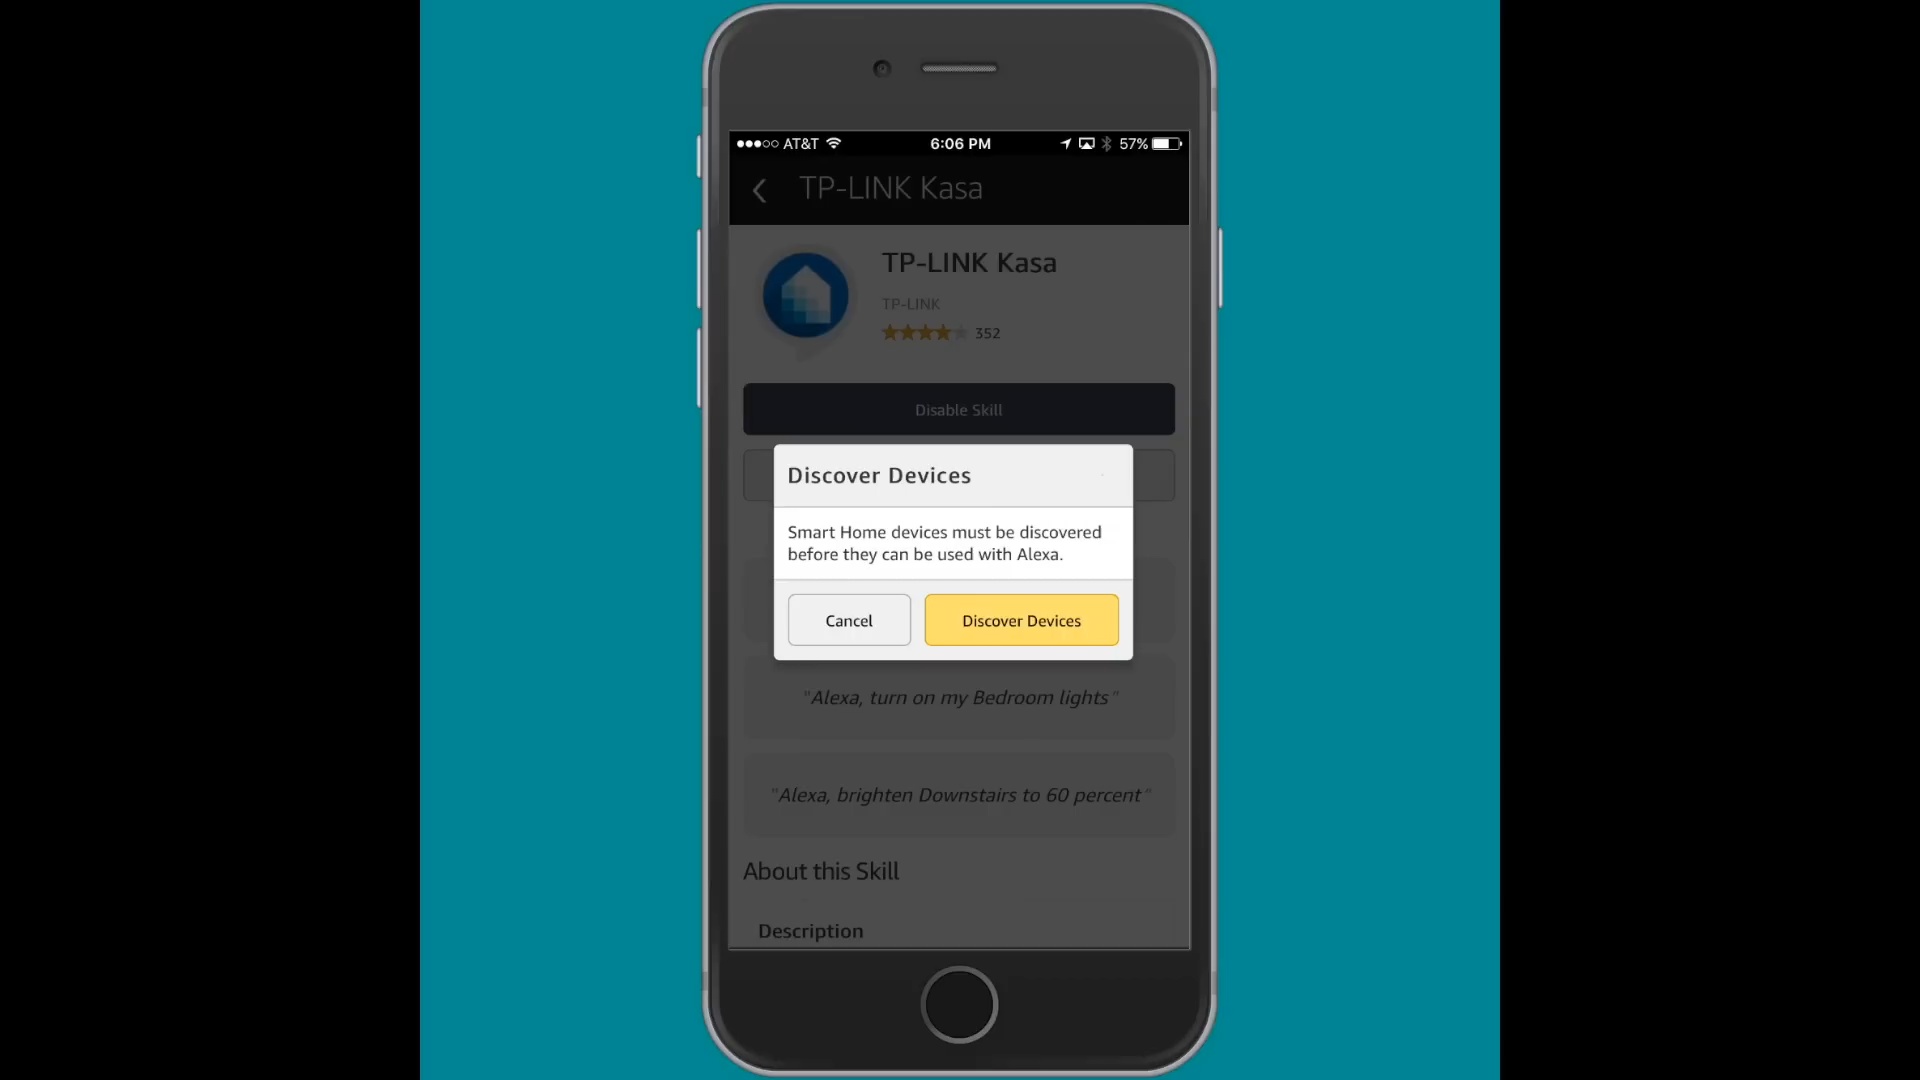 AT&T 6:06 PM 57%
TP-LINK Kasa
TP-LINK Kasa
TP-LINK
352
Disable Skill
Discover Devices
Smart Home devices must be discovered
before they can be used with Alexa.
Cancel Discover Devices
"Alexa, turn on my Bedroom lights"
"Alexa, brighten Downstairs to 60 percent"
About this Skill
Description